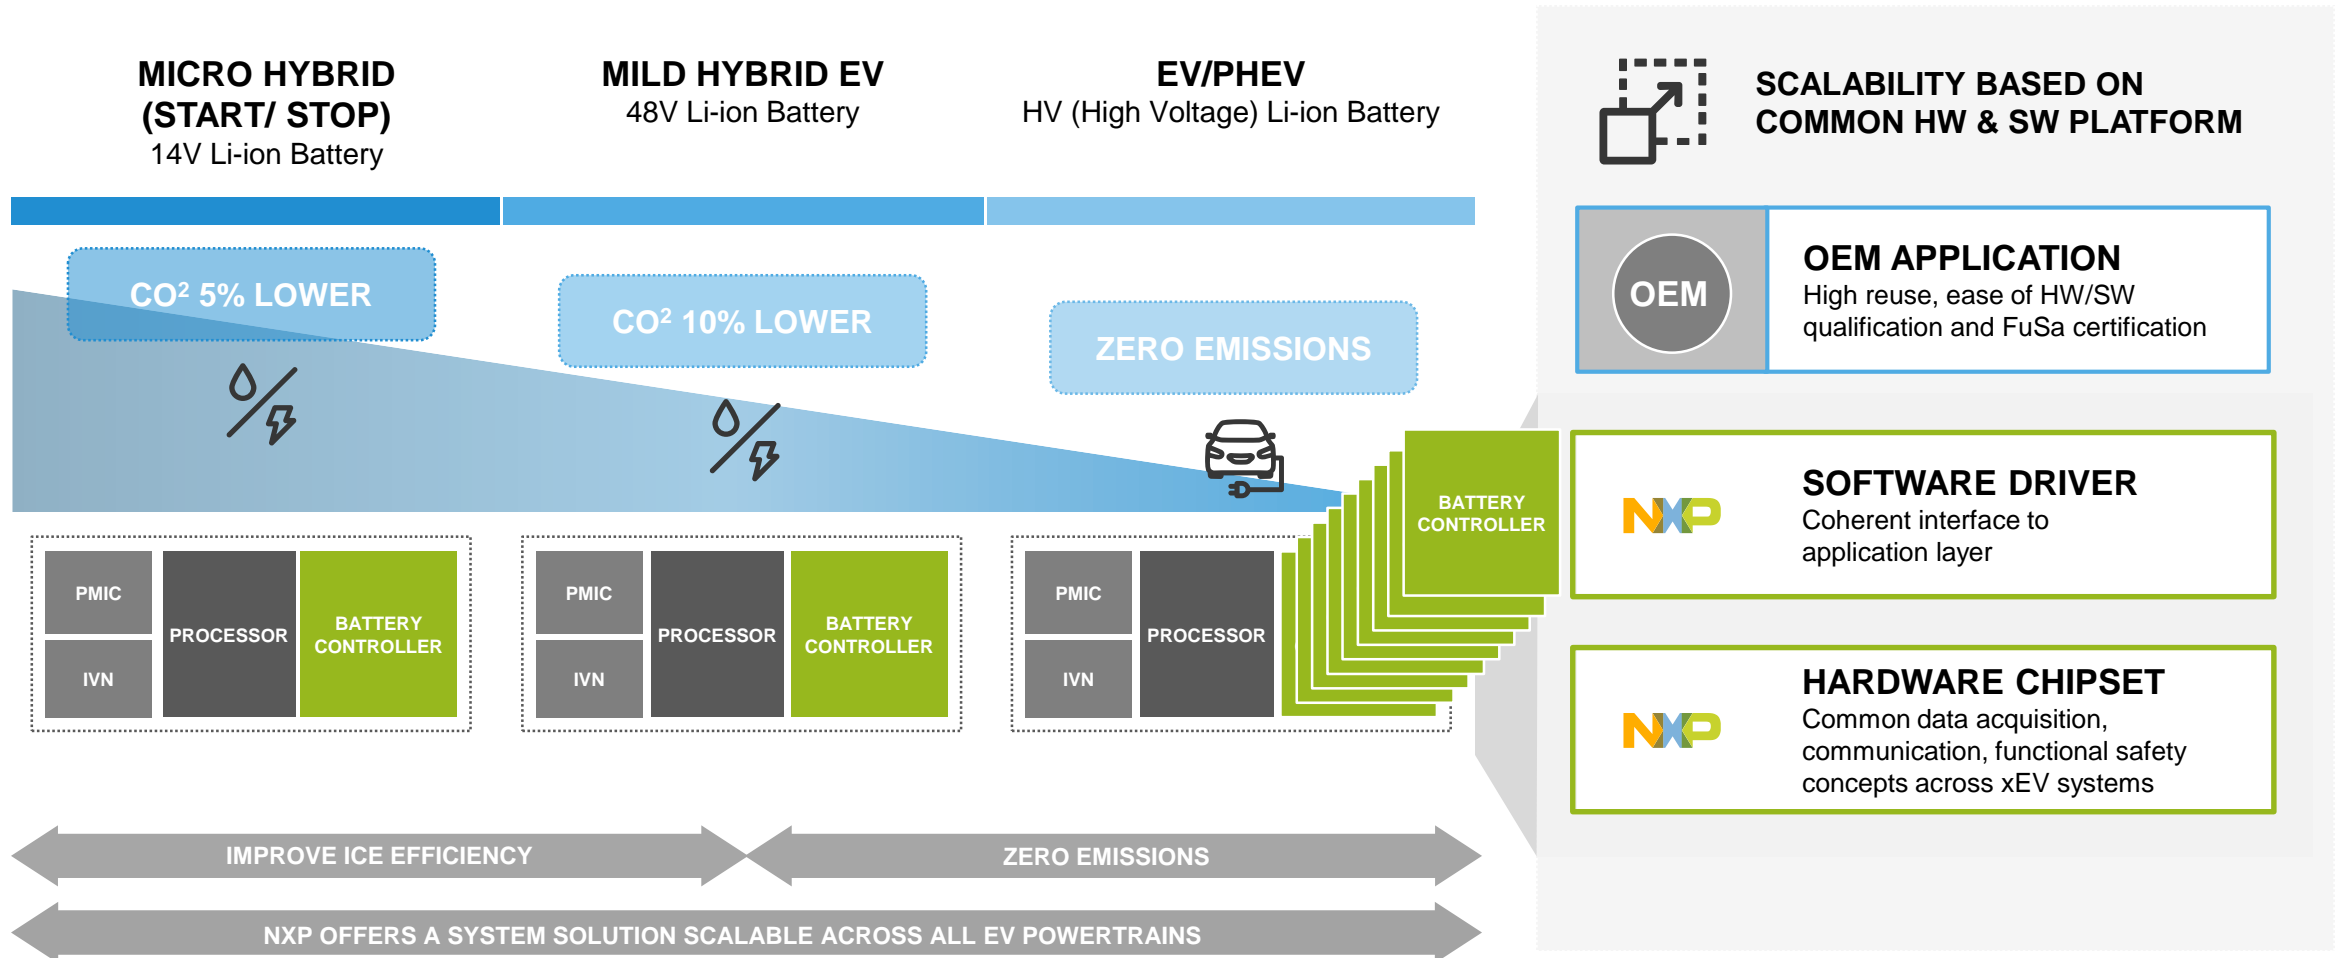 MICRO HYBRID
(START/ STOP)
14V Li-ion Battery
MILD HYBRID EV
48V Li-ion Battery
EV/PHEV
HV (High Voltage) Li-ion Battery
CO² 5% LOWER
CO² 10% LOWER
ZERO EMISSIONS
PMIC
IVN
PROCESSOR
BATTERY
CONTROLLER
PMIC
IVN
PROCESSOR
BATTERY
CONTROLLER
PMIC
IVN
PROCESSOR
BATTERY
CONTROLLER
IMPROVE ICE EFFICIENCY
ZERO EMISSIONS
NXP OFFERS A SYSTEM SOLUTION SCALABLE ACROSS ALL EV POWERTRAINS
SCALABILITY BASED ON
COMMON HW & SW PLATFORM
OEM
OEM APPLICATION
High reuse, ease of HW/SW
qualification and FuSa certification
NXP
SOFTWARE DRIVER
Coherent interface to
application layer
NXP
HARDWARE CHIPSET
Common data acquisition,
communication, functional safety
concepts across xEV systems